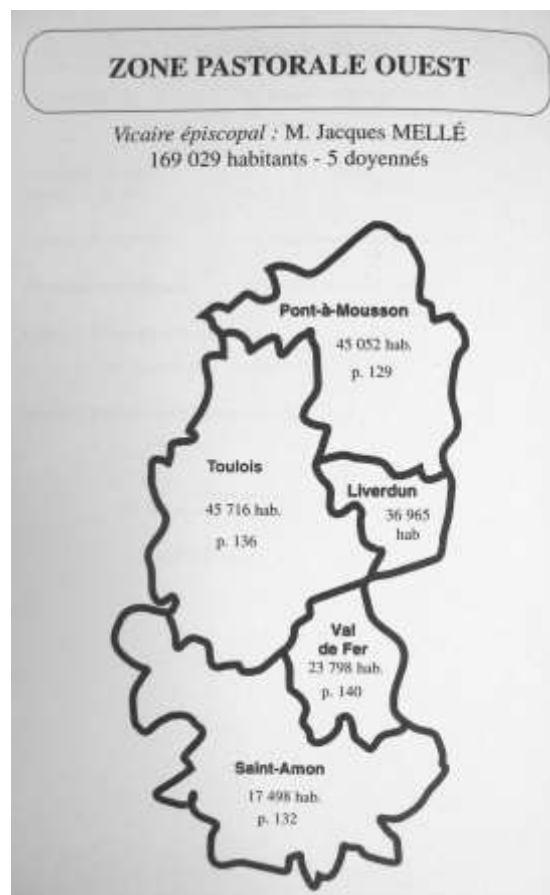 ZONE PASTORALE OUEST
Vicaire épiscopal : M. Jacques MELLÉ
169 029 habitants - 5 doyennés
Pont-à-Mousson
45 052 hab.
p. 129
Toulois
45 716 hab.
p. 136
Liverdun
36 965
hab
Val
de Fer
23 798 hab.
p. 140
Saint-Amon
17 498 hab.
p. 132